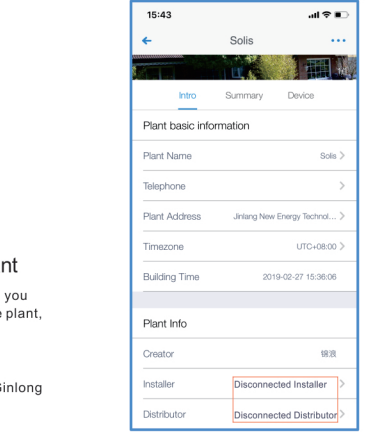 nt
you
plant,
inlong
15:43
Solis
Intro Summary Device
Plant basic information
Plant Name Solis
Telephone
Plant Address Jinlang New Energy Technol...
Timezone UTC+08:00
Building Time 2019-02-27 15:36:06
Plant Info
Creator 锦浪
Installer Disconnected Installer
Distributor Disconnected Distributor